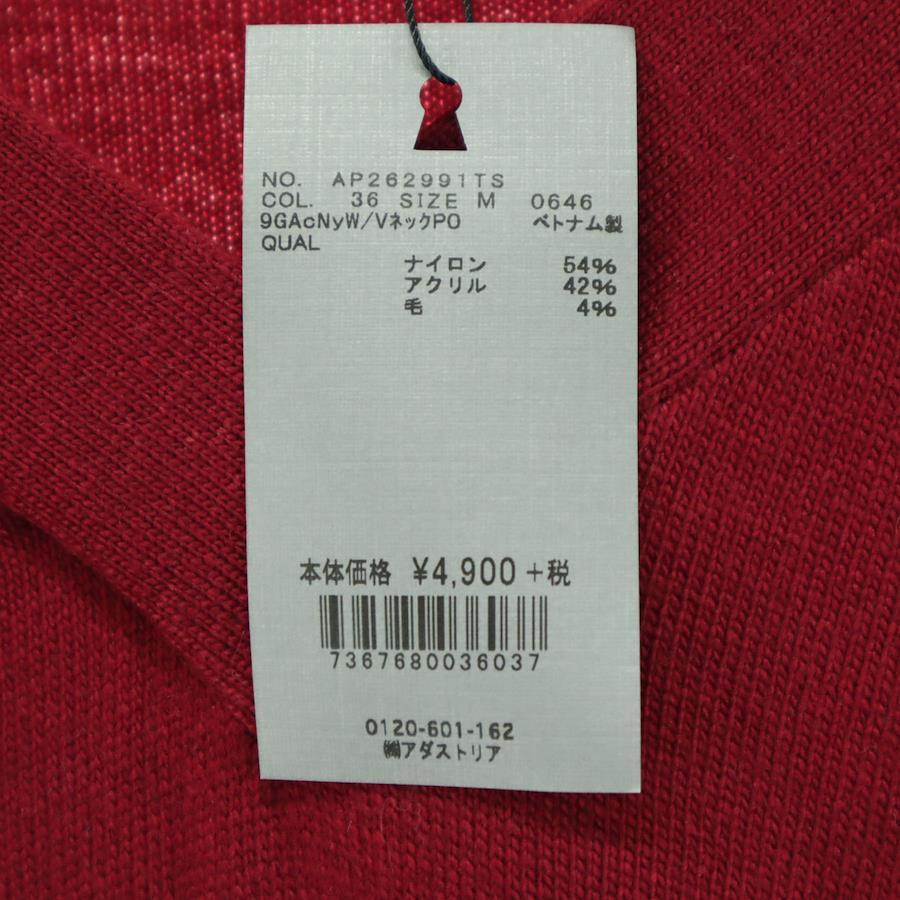 NO. AP262991TS
COL. 36 SIZE M 0646
9GAcNyW/VネックPO ベトナム製
QUAL
ナイロン 54%
アクリル 42%
毛 4%
本体価格 ¥4,900+税
7367680036037
0120-601-162
㈱アダストリア